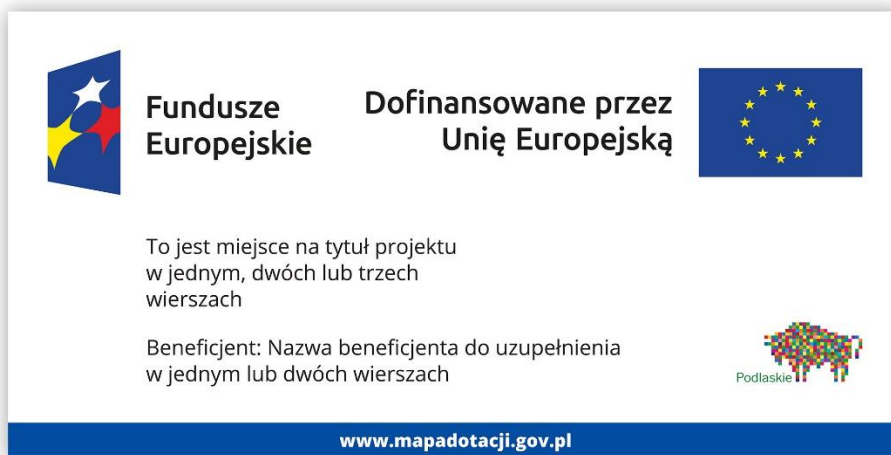 Fundusze
Europejskie
Dofinansowane przez
Unię Europejską
To jest miejsce na tytuł projektu
w jednym, dwóch lub trzech
wierszach
Beneficjent: Nazwa beneficjenta do uzupełnienia
w jednym lub dwóch wierszach
Podlaskie
www.mapadotacji.gov.pl